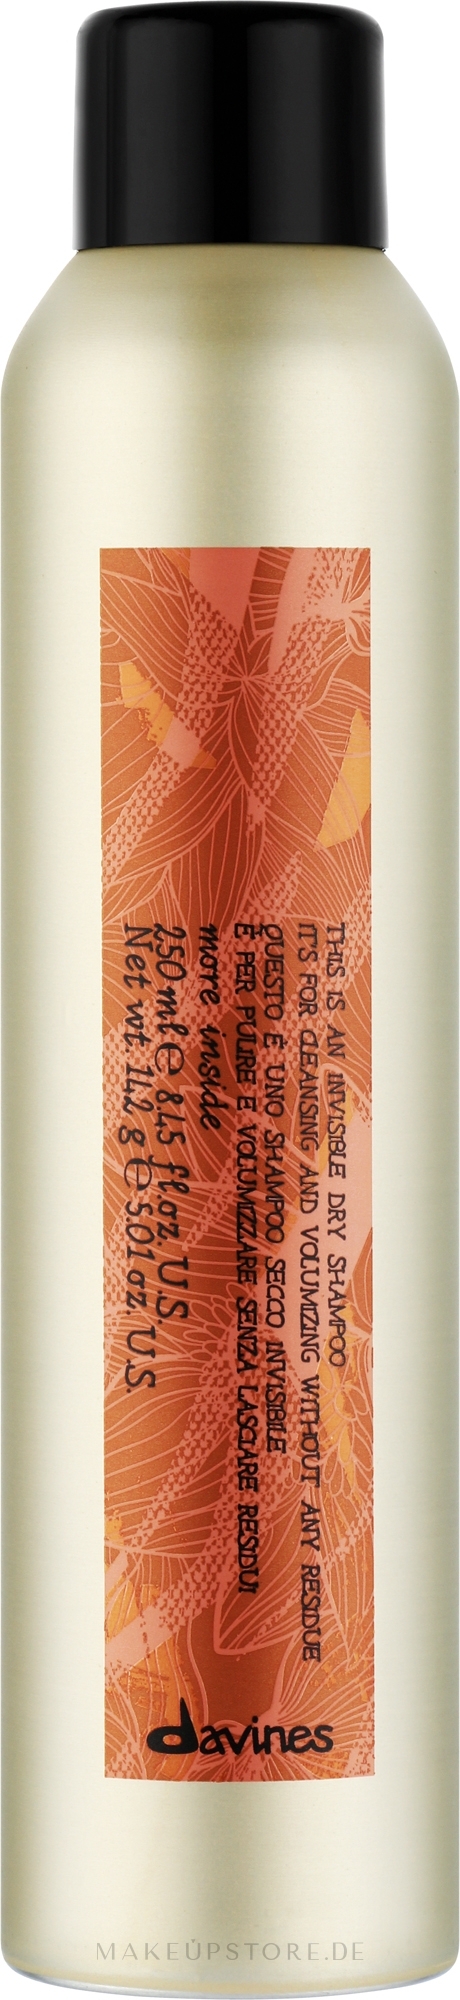 THIS IS AN INVISIBLE DRY SHAMPOO
IT'S FOR CLEANSING AND VOLUMIZING WITHOUT ANY RESIDUE
QUESTO È UNO SHAMPOO SECCO INVISIBILE
È PER PULIRE E VOLUMIZZARE SENZA LASCIARE RESIDUI
more inside
250 ml ℮ 8,45 fl.oz. U.S.
Net wt 142 g ℮ 5.01 oz U.S.
davines
MAKEUPSTORE.DE